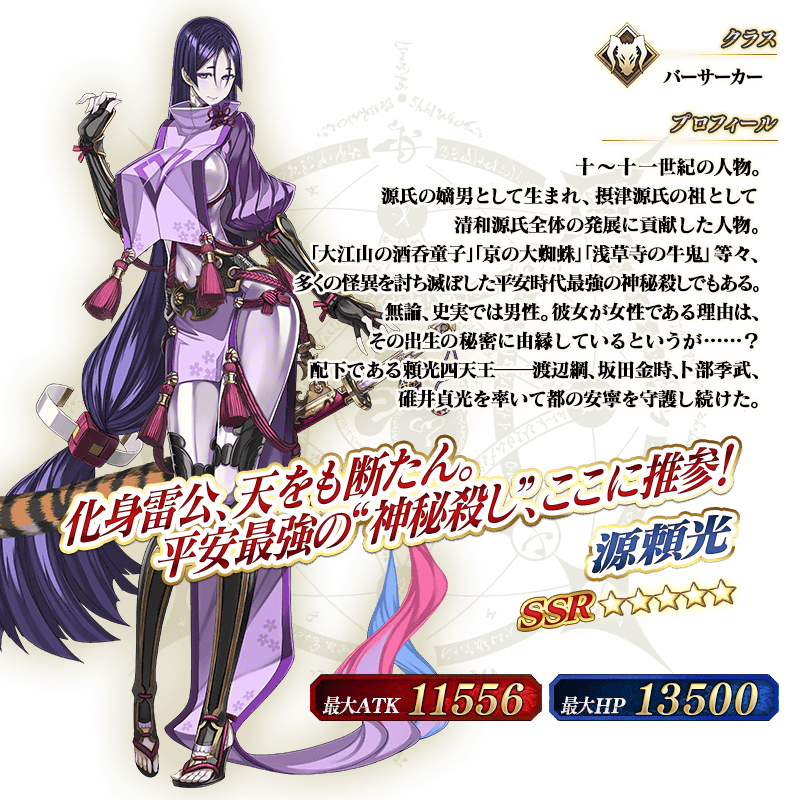 クラス
バーサーカー
プロフィール
十～十一世紀の人物。
源氏の嫡男として生まれ、摂津源氏の祖として
清和源氏全体の発展に貢献した人物。
「大江山の酒呑童子」「京の大蜘蛛」「浅草寺の牛鬼」等々、
多くの怪異を討ち滅ぼした平安時代最強の神秘殺しでもある。
無論、史実では男性。彼女が女性である理由は、
その出生の秘密に由縁しているというが……？
配下である頼光四天王――渡辺綱、坂田金時、卜部季武、
碓井貞光を率いて都の安寧を守護し続けた。
化身雷公、天をも断たん。
平安最強の“神秘殺し”、ここに推参！
源頼光
SSR
最大ATK 11556
最大HP 13500